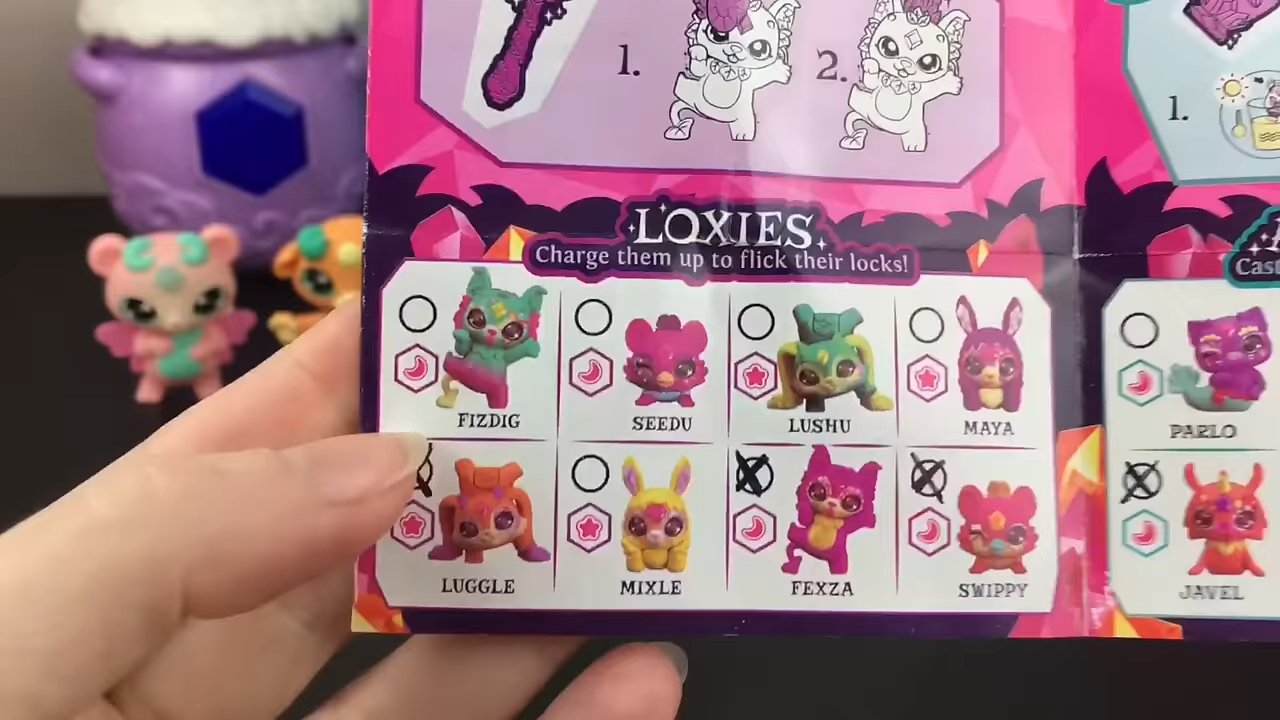 1.
2.
1.
LOXIES
Charge them up to flick their locks!
Cast
FIZDIG
SEEDU
LUSHU
MAYA
PARLO
LUGGLE
MIXLE
FEXZA
SWIPPY
JAVEL